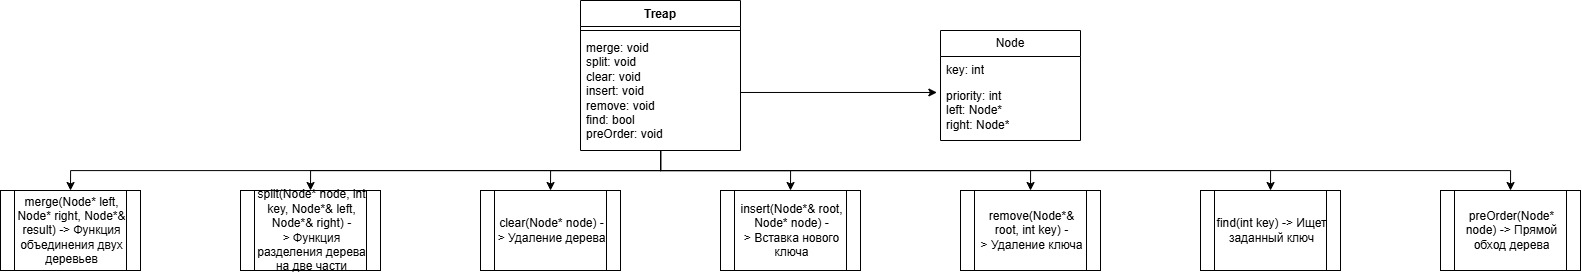 Treap
merge: void
split: void
clear: void
insert: void
remove: void
find: bool
preOrder: void
Node
key: int
priority: int
left: Node*
right: Node*
merge(Node* left,
Node* right, Node*&
result) -> Функция
объединения двух
деревьев
split(Node* node, int
key, Node*& left,
Node*& right) -
> Функция
разделения дерева
на две части
clear(Node* node) -
> Удаление дерева
insert(Node*& root,
Node* node) -
> Вставка нового
ключа
remove(Node*&
root, int key) -
> Удаление ключа
find(int key) -> Ищет
заданный ключ
preOrder(Node*
node) -> Прямой
обход дерева